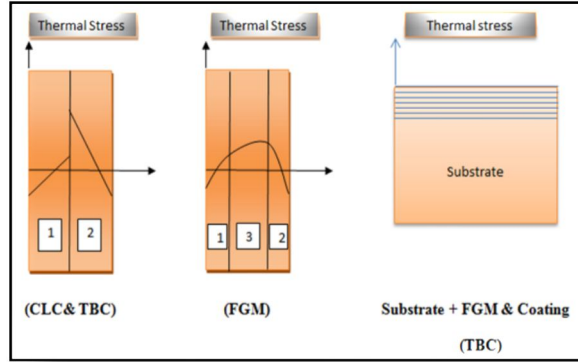 Thermal Stress
Thermal Stress
Thermal stress
Substrate
1
2
1
3
2
(CLC& TBC)
(FGM)
Substrate + FGM & Coating
(TBC)